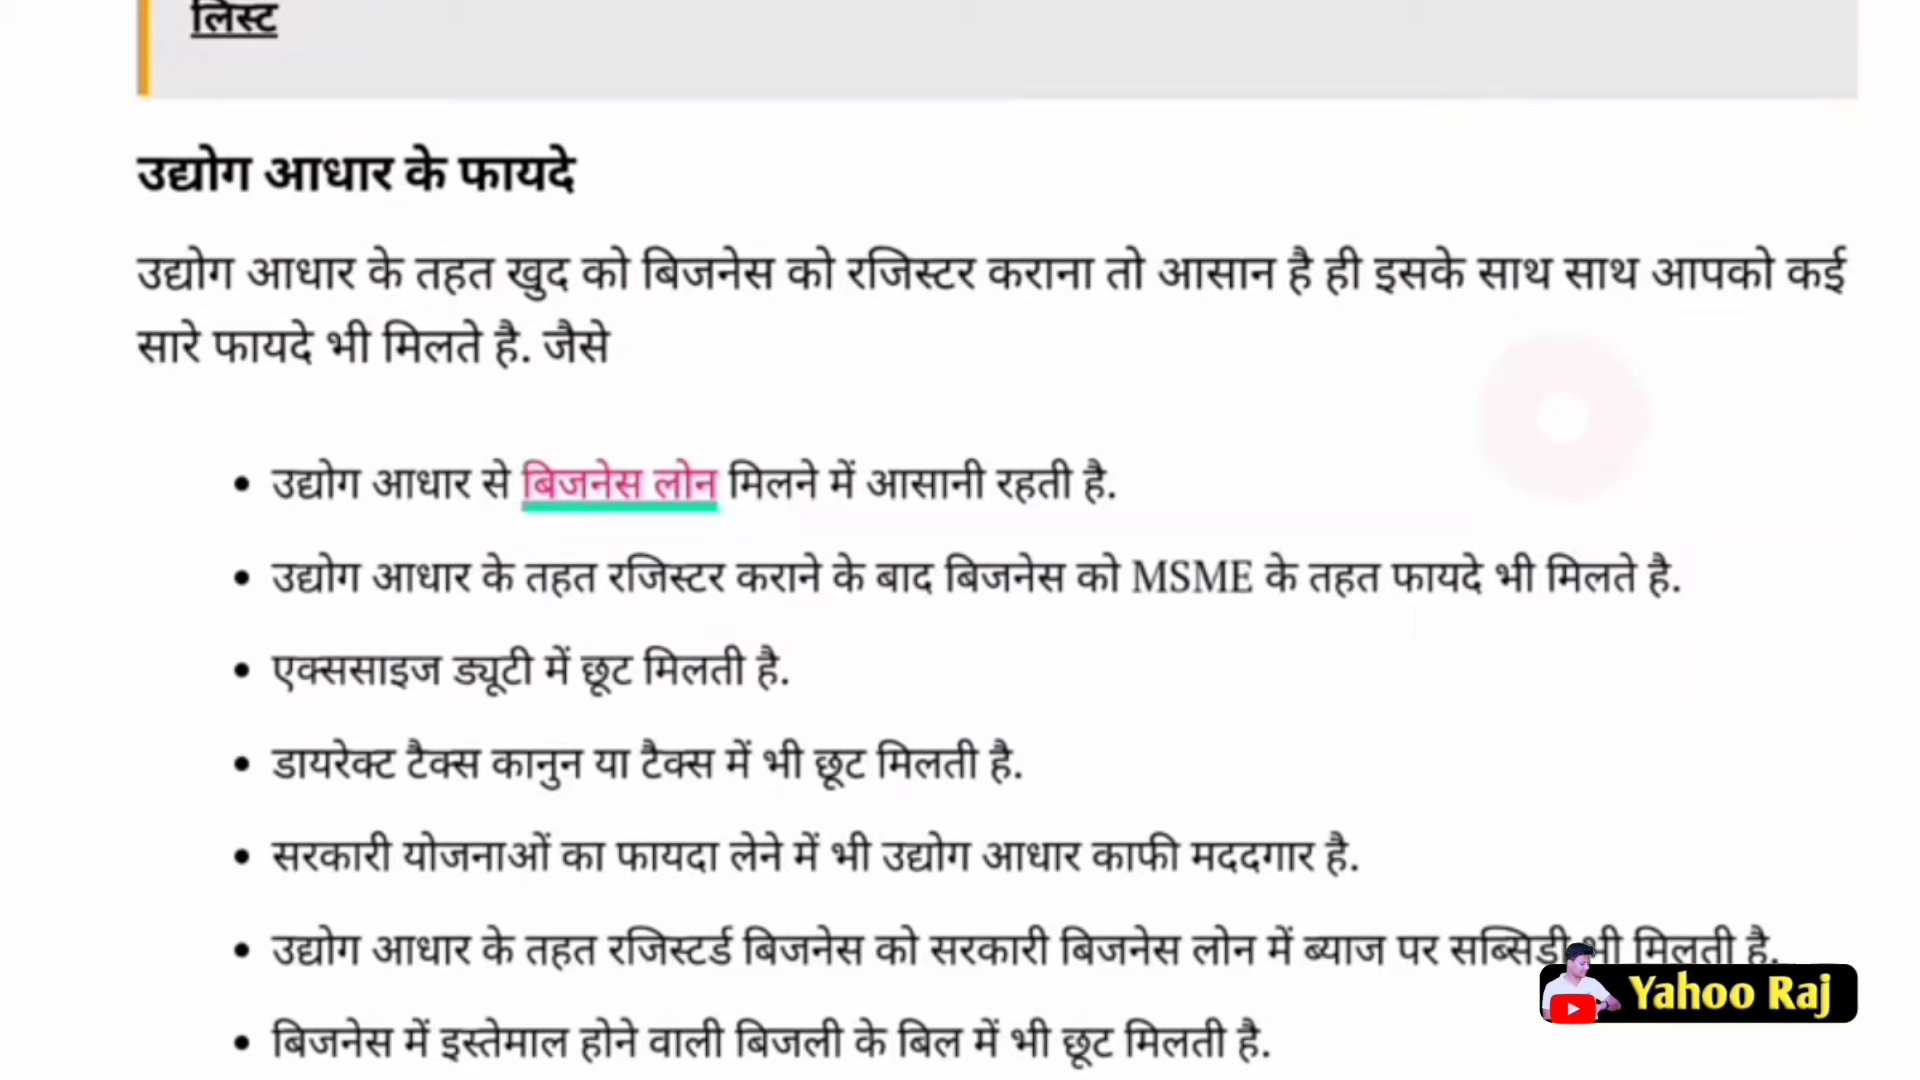 लिस्ट
उद्योग आधार के फायदे
उद्योग आधार के तहत खुद को बिजनेस को रजिस्टर कराना तो आसान है ही इसके साथ साथ आपको कई
सारे फायदे भी मिलते है. जैसे
• उद्योग आधार से बिजनेस लोन मिलने में आसानी रहती है.
• उद्योग आधार के तहत रजिस्टर कराने के बाद बिजनेस को MSME के तहत फायदे भी मिलते है.
• एक्ससाइज ड्यूटी में छूट मिलती है.
• डायरेक्ट टैक्स कानुन या टैक्स में भी छूट मिलती है.
• सरकारी योजनाओं का फायदा लेने में भी उद्योग आधार काफी मददगार है.
• उद्योग आधार के तहत रजिस्टर्ड बिजनेस को सरकारी बिजनेस लोन में ब्याज पर सब्सिडी भी मिलती है.
Yahoo Raj
• बिजनेस में इस्तेमाल होने वाली बिजली के बिल में भी छूट मिलती है.